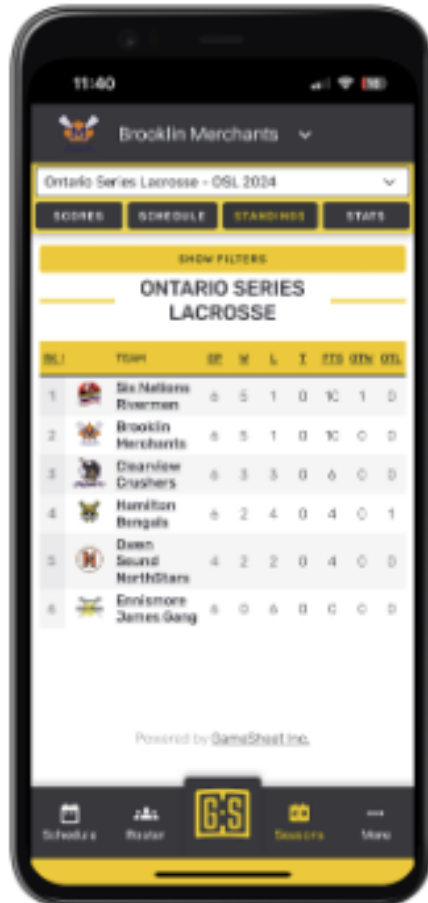 11:40
Brooklin Merchants
Ontario Series Lacrosse - OSL 2024
SCORES SCHEDULE STANDINGS STATS
SHOW FILTERS
ONTARIO SERIES
LACROSSE
TEAM GP W L T PTS OTW OTL
1 Six Nations Rivermen 6 5 1 0 10 1 0
2 Brooklin Merchants 6 5 1 0 10 0 0
3 Clearview Crushers 6 3 3 0 6 0 0
4 Hamilton Bengals 6 2 4 0 4 0 1
5 Owen Sound NorthStars 4 2 2 0 4 0 0
6 Ennismore James Gang 6 0 6 0 0 0 0
Powered by GameSheet Inc.
G:S
Schedule Roster Seasons More